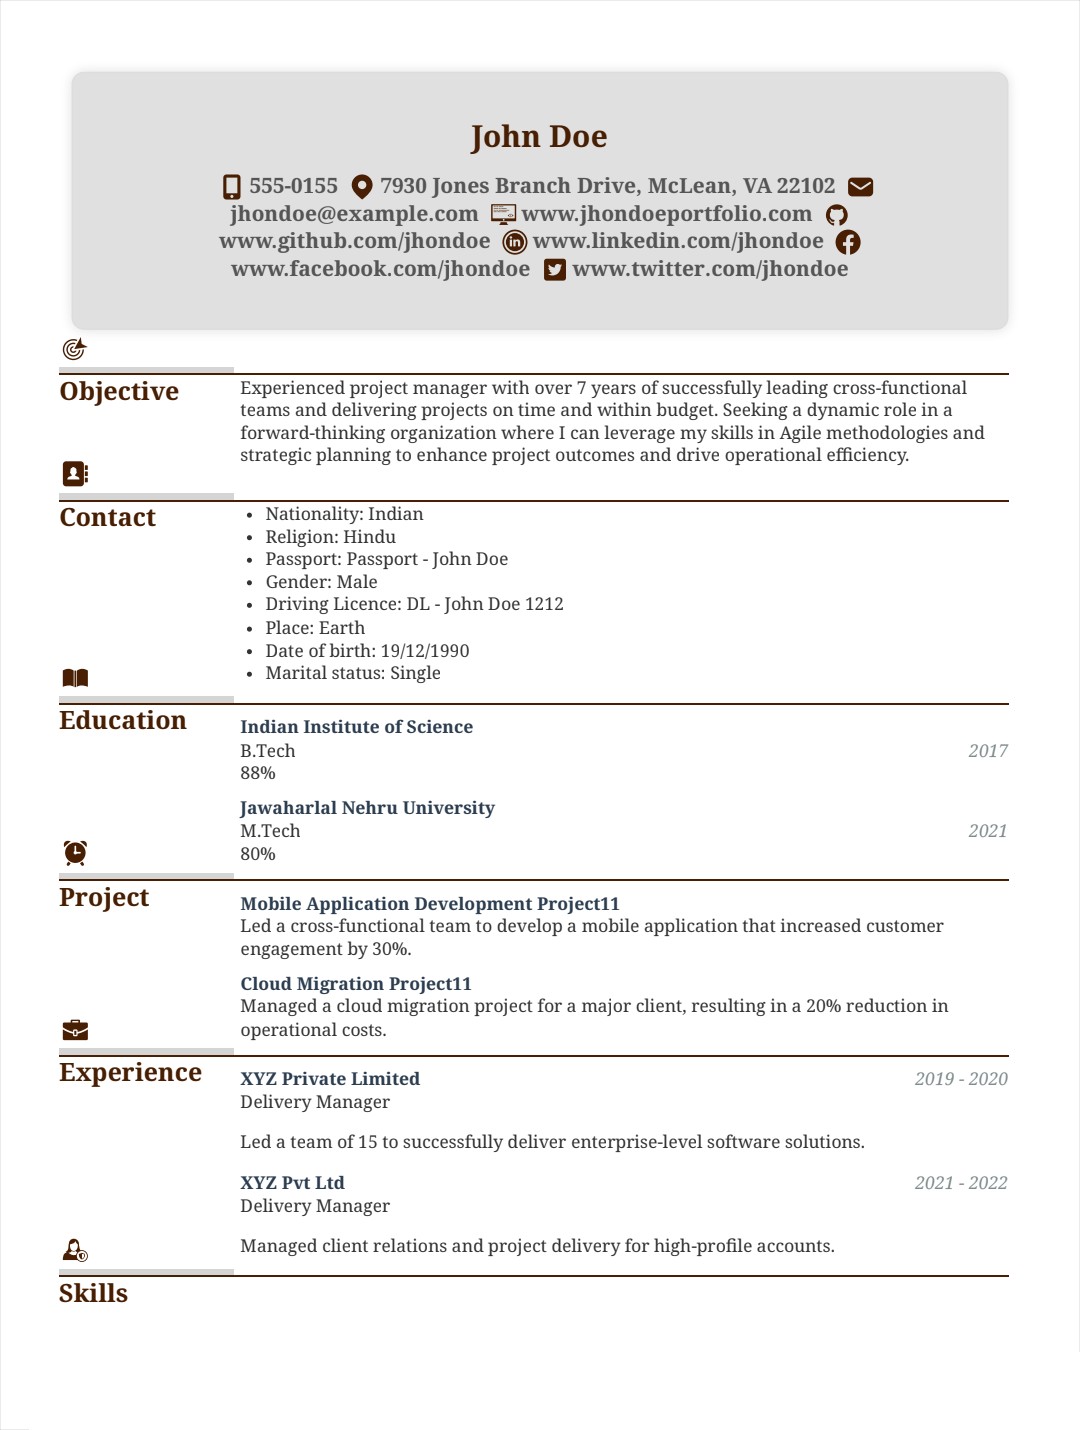 John Doe
555-0155 7930 Jones Branch Drive, McLean, VA 22102
jhondoe@example.com www.jhondoeportfolio.com
www.github.com/jhondoe www.linkedin.com/jhondoe
www.facebook.com/jhondoe www.twitter.com/jhondoe
Objective
Experienced project manager with over 7 years of successfully leading cross-functional
teams and delivering projects on time and within budget. Seeking a dynamic role in a
forward-thinking organization where I can leverage my skills in Agile methodologies and
strategic planning to enhance project outcomes and drive operational efficiency.
Contact
• Nationality: Indian
• Religion: Hindu
• Passport: Passport - John Doe
• Gender: Male
• Driving Licence: DL - John Doe 1212
• Place: Earth
• Date of birth: 19/12/1990
• Marital status: Single
Education
Indian Institute of Science
B.Tech 2017
88%
Jawaharlal Nehru University
M.Tech 2021
80%
Project
Mobile Application Development Project11
Led a cross-functional team to develop a mobile application that increased customer
engagement by 30%.
Cloud Migration Project11
Managed a cloud migration project for a major client, resulting in a 20% reduction in
operational costs.
Experience
XYZ Private Limited 2019 - 2020
Delivery Manager
Led a team of 15 to successfully deliver enterprise-level software solutions.
XYZ Pvt Ltd 2021 - 2022
Delivery Manager
Managed client relations and project delivery for high-profile accounts.
Skills